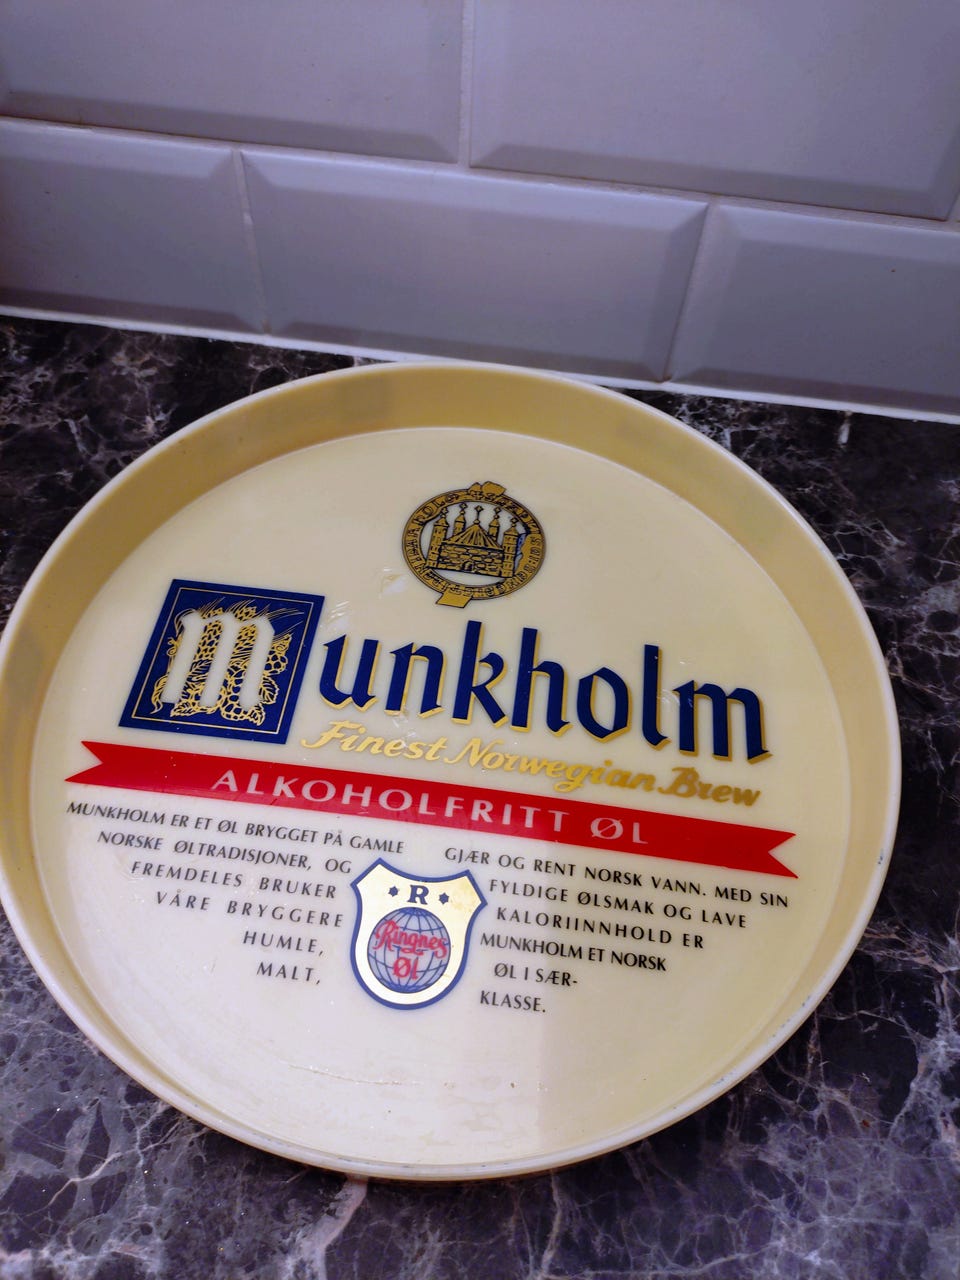 Munkholm
Finest Norwegian Brew
ALKOHOLFRITT ØL
MUNKHOLM ER ET ØL BRYGGET PÅ GAMLE
NORSKE ØLTRADISJONER, OG
FREMDELES BRUKER
VÅRE BRYGGERE
HUMLE,
MALT,
R
Ringnes
ØL
GJÆR OG RENT NORSK VANN. MED SIN
FYLDIGE ØLSMAK OG LAVE
KALORIINNHOLD ER
MUNKHOLM ET NORSK
ØL I SÆR-
KLASSE.